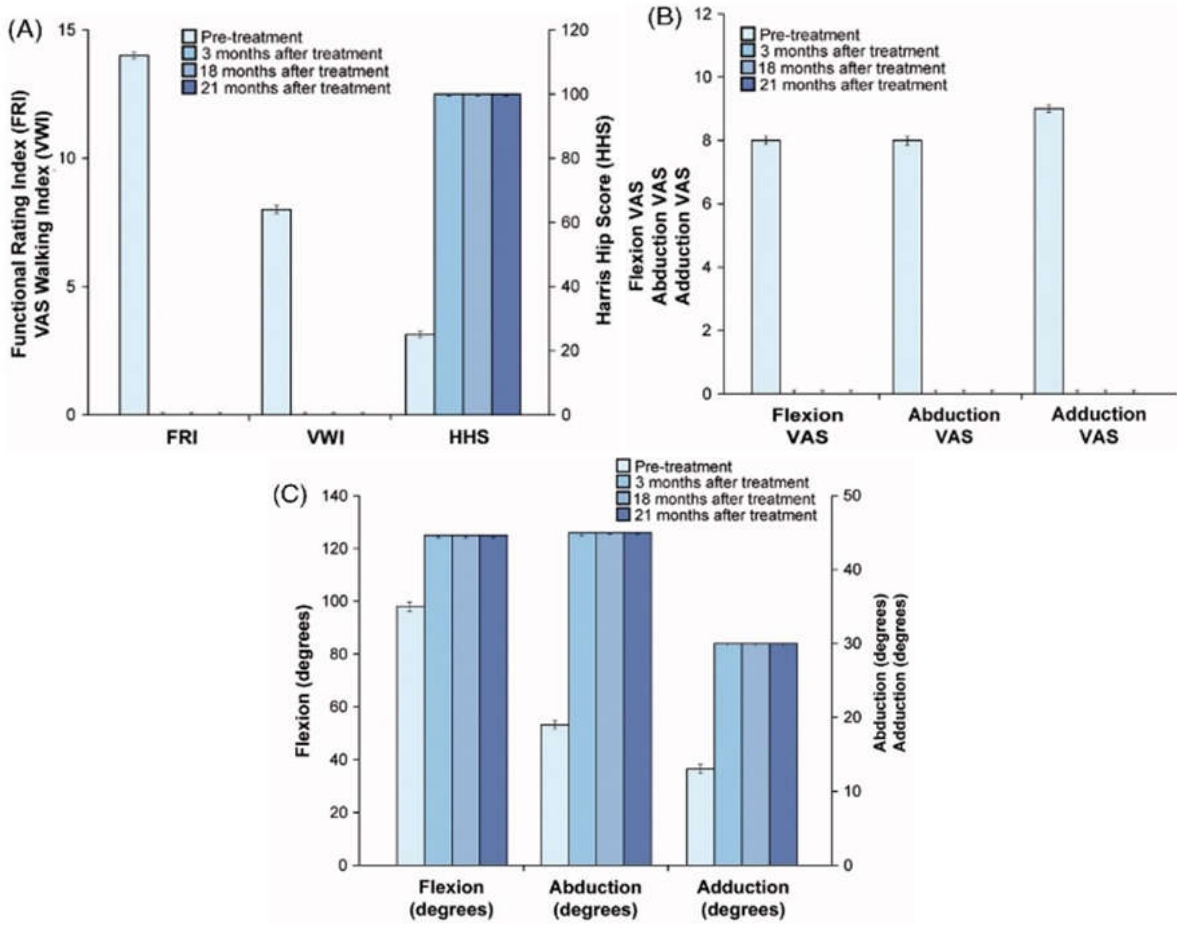 (A)
15
10
5
0
Functional Rating Index (FRI)
VAS Walking Index (VWI)
Pre-treatment
3 months after treatment
18 months after treatment
21 months after treatment
120
100
80
60
40
20
0
Harris Hip Score (HHS)
FRI
VWI
HHS
(B)
12
10
8
6
4
2
0
Flexion VAS
Abduction VAS
Adduction VAS
Pre-treatment
3 months after treatment
18 months after treatment
21 months after treatment
Flexion
VAS
Abduction
VAS
Adduction
VAS
(C)
140
120
100
80
60
40
20
0
Flexion (degrees)
Pre-treatment
3 months after treatment
18 months after treatment
21 months after treatment
50
40
30
20
10
0
Abduction (degrees)
Adduction (degrees)
Flexion
(degrees)
Abduction
(degrees)
Adduction
(degrees)